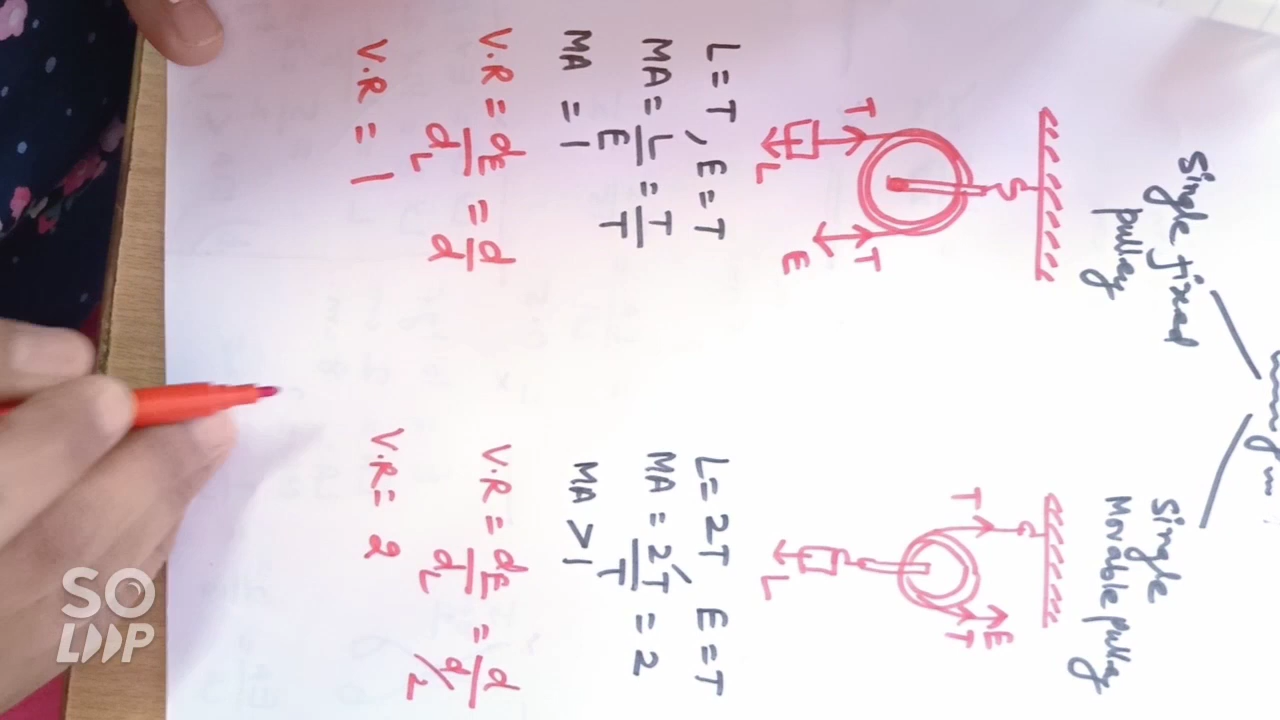 Single fixed
pulley
T
T
L
E
L = T, E = T
MA = L/E = T/T
MA = 1
V.R = dE/dL = d/d
V.R = 1
Single
Movable pulley
T
E
T
L
L = 2T, E = T
MA = 2T/T = 2
MA > 1
V.R = dE/dL = d/d/2
V.R = 2
SO
LOOP